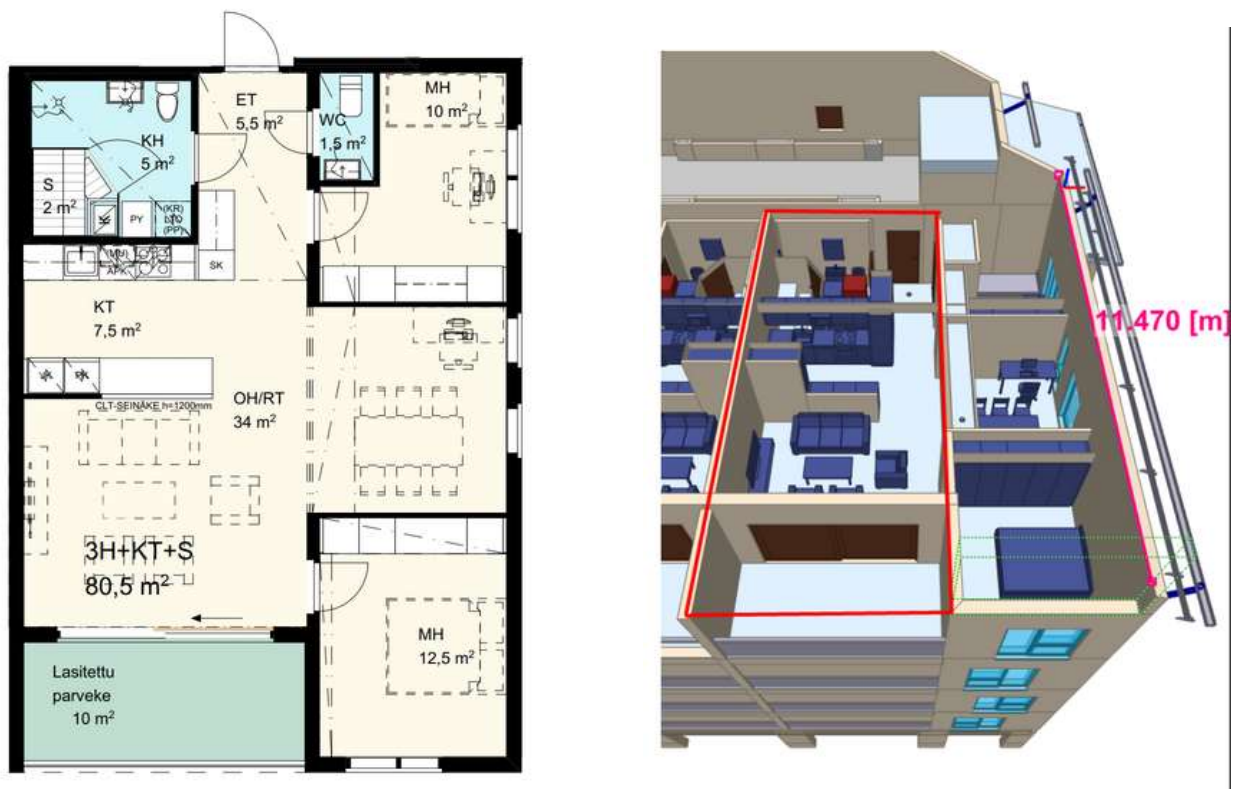 ET
5,5 m²
WC
1,5 m²
MH
10 m²
KH
5 m²
S
2 m²
PY
(KR)
(PP)
(MU)
APK
SK
KT
7,5 m²
CLT-SEINÄKE h=1200mm
OH/RT
34 m²
3H+KT+S
80,5 m²
MH
12,5 m²
Lasitettu
parveke
10 m²
11.470 [m]